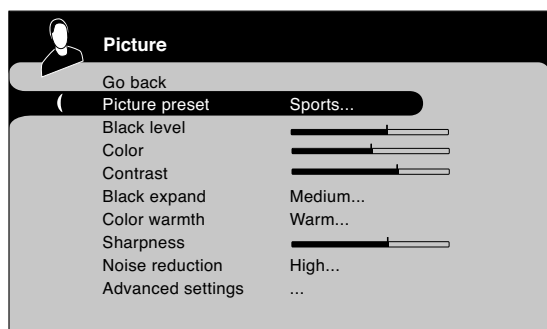 Picture
Go back
Picture preset Sports...
Black level
Color
Contrast
Black expand Medium...
Color warmth Warm...
Sharpness
Noise reduction High...
Advanced settings ...